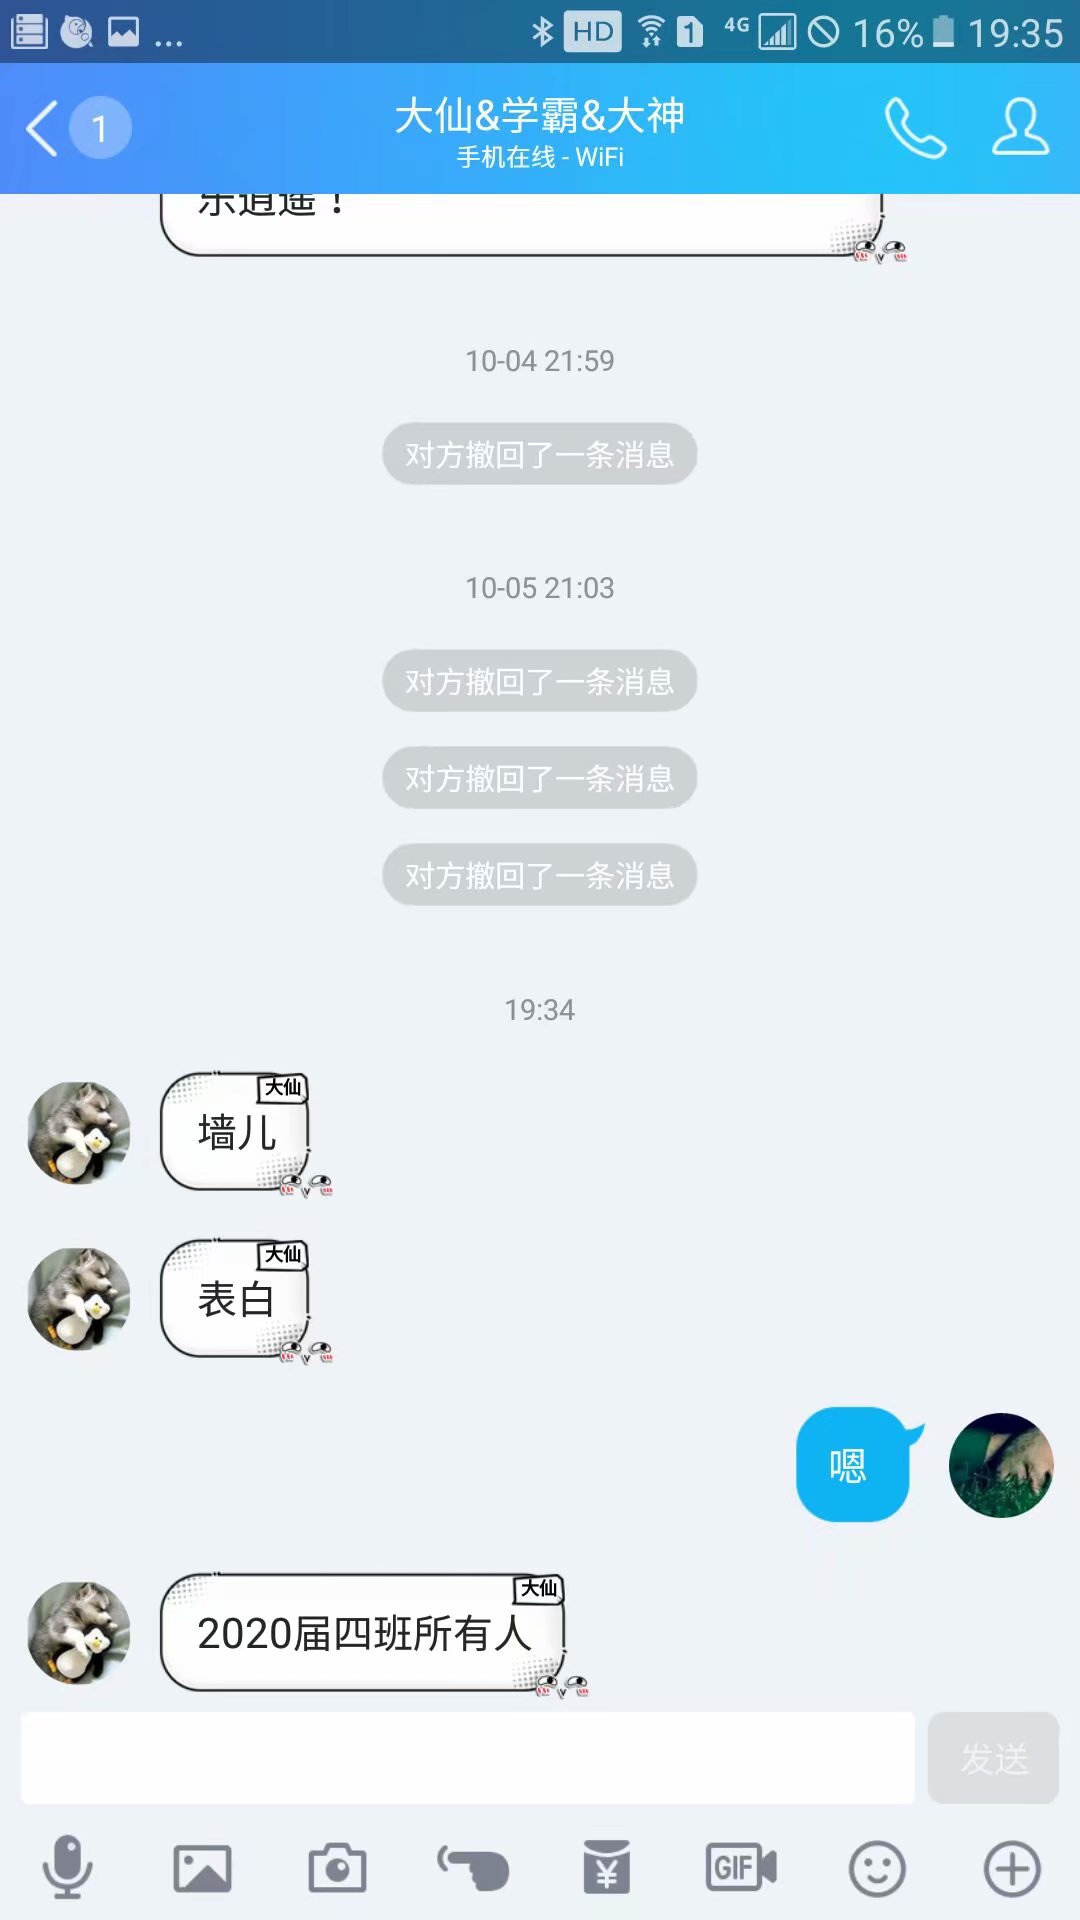 HD
1
4G
16%
19:35
1
大仙&学霸&大神
手机在线 - WiFi
乐逍遥！
10-04 21:59
对方撤回了一条消息
10-05 21:03
对方撤回了一条消息
对方撤回了一条消息
对方撤回了一条消息
19:34
大仙
墙儿
大仙
表白
嗯
大仙
2020届四班所有人
发送
GIF